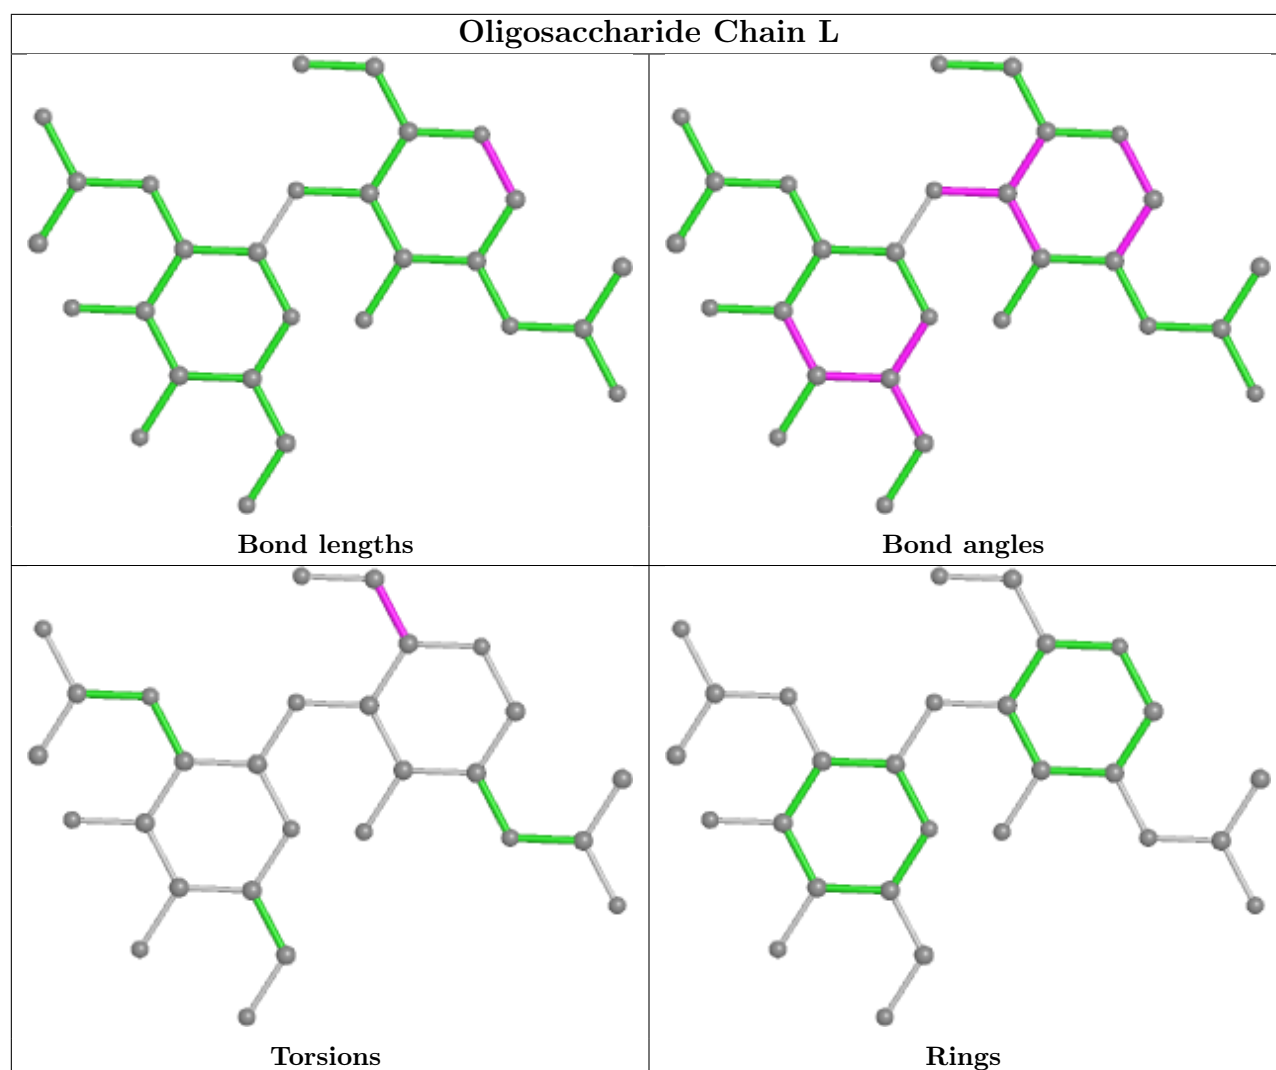 Oligosaccharide Chain L
Bond lengths
Bond angles
Torsions
Rings